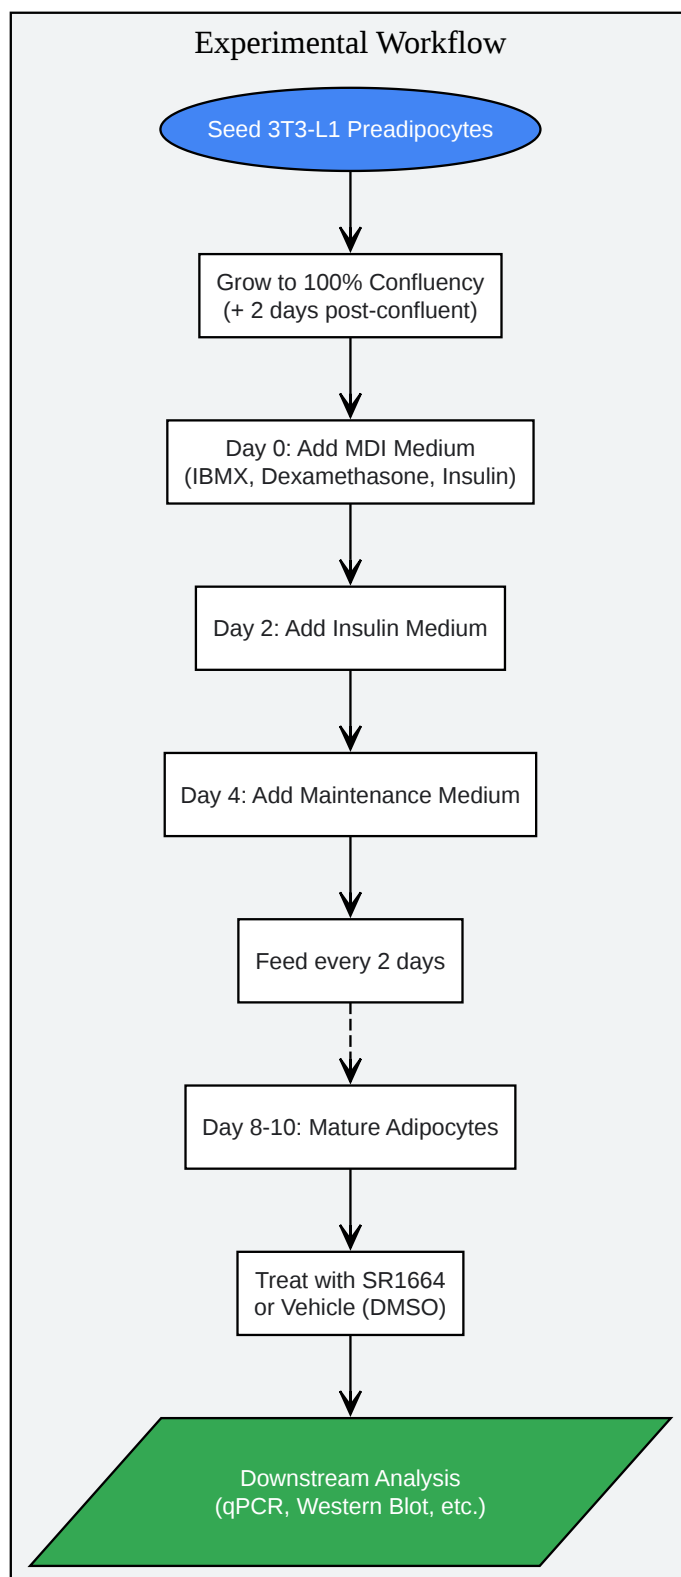 Experimental Workflow
Seed 3T3-L1 Preadipocytes
Grow to 100% Confluency
(+ 2 days post-confluent)
Day 0: Add MDI Medium
(IBMX, Dexamethasone, Insulin)
Day 2: Add Insulin Medium
Day 4: Add Maintenance Medium
Feed every 2 days
Day 8-10: Mature Adipocytes
Treat with SR1664
or Vehicle (DMSO)
Downstream Analysis
(qPCR, Western Blot, etc.)